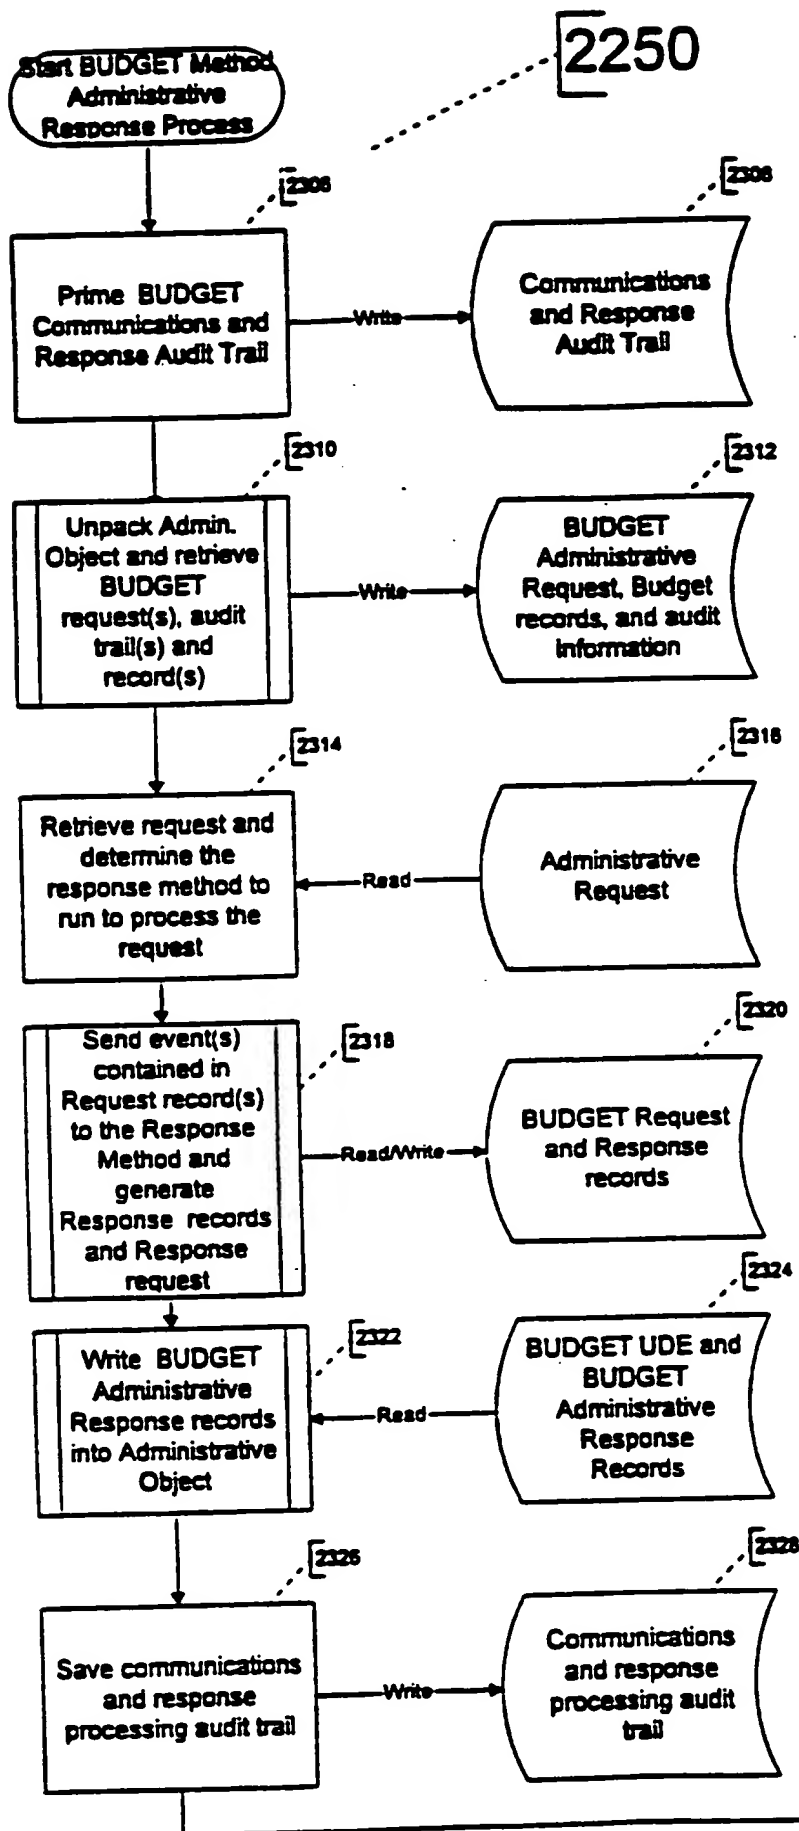 2250
Start BUDGET Method
Administrative
Response Process
2306
2308
Prime BUDGET
Communications and
Response Audit Trail
Write
Communications
and Response
Audit Trail
2310
2312
Unpack Admin.
Object and retrieve
BUDGET
request(s), audit
trail(s) and
record(s)
Write
BUDGET
Administrative
Request, Budget
records, and audit
information
2314
2316
Retrieve request and
determine the
response method to
run to process the
request
Read
Administrative
Request
2318
2320
Send event(s)
contained in
Request record(s)
to the Response
Method and
generate
Response records
and Response
request
Read/Write
BUDGET Request
and Response
records
2322
2324
Write BUDGET
Administrative
Response records
into Administrative
Object
Read
BUDGET UDE and
BUDGET
Administrative
Response
Records
2326
2328
Save communications
and response
processing audit trail
Write
Communications
and response
processing audit
trail